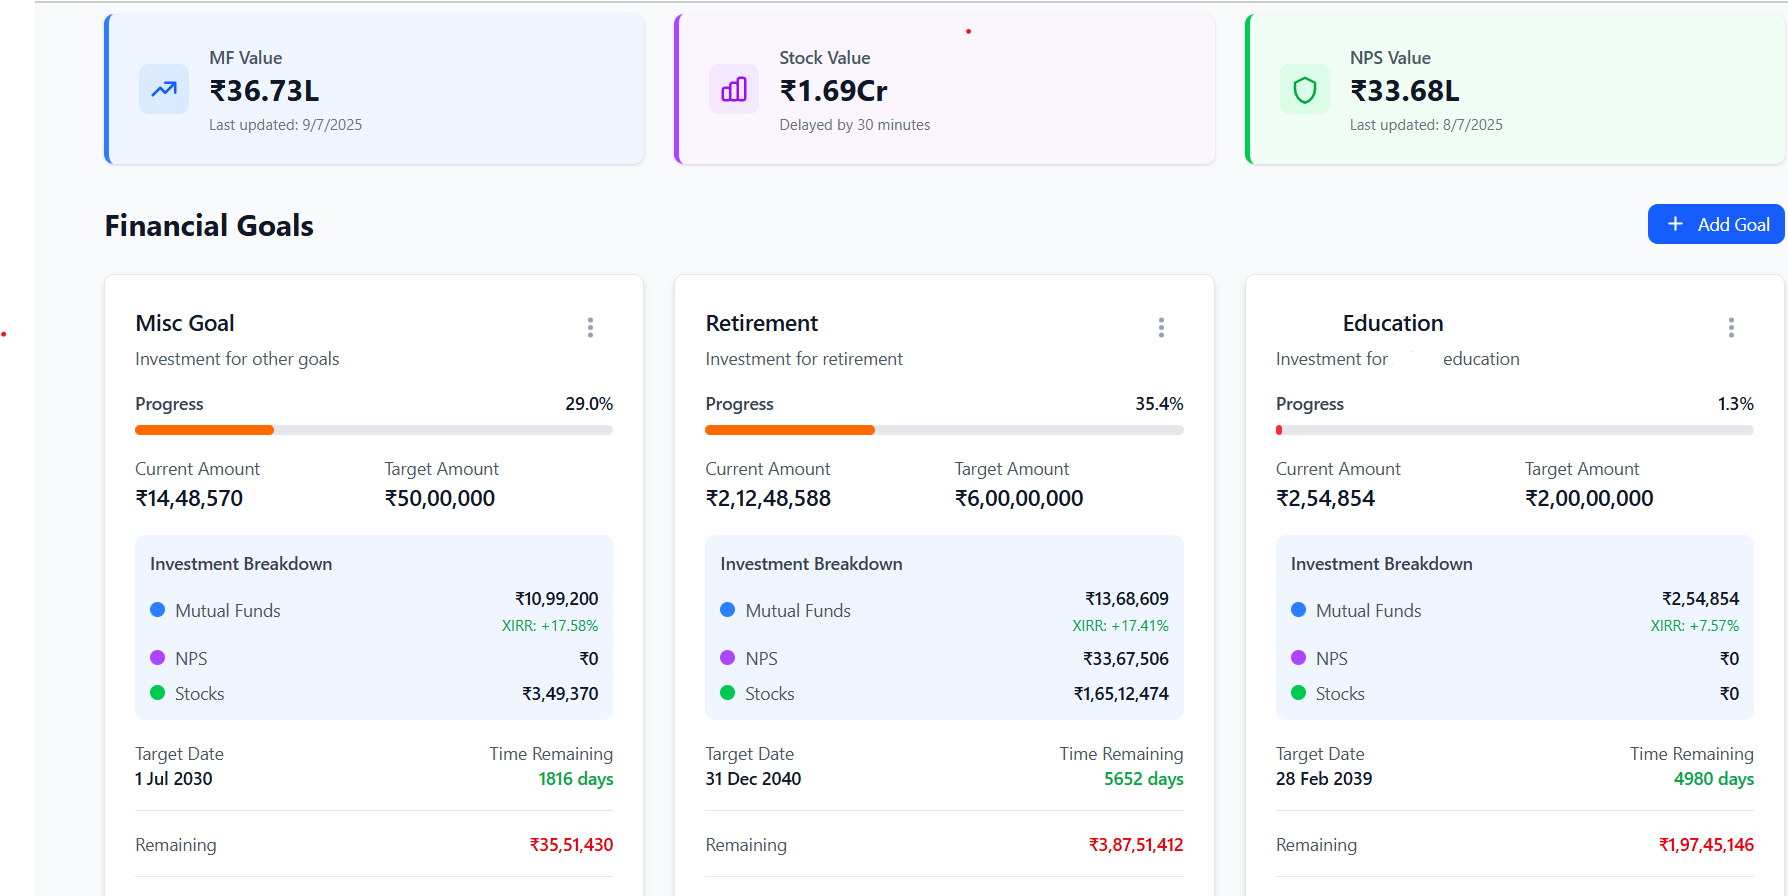 MF Value
₹36.73L
Last updated: 9/7/2025
Stock Value
₹1.69Cr
Delayed by 30 minutes
NPS Value
₹33.68L
Last updated: 8/7/2025
Financial Goals
+ Add Goal
Misc Goal
Investment for other goals
Progress 29.0%
Current Amount Target Amount
₹14,48,570 ₹50,00,000
Investment Breakdown
Mutual Funds ₹10,99,200
XIRR: +17.58%
NPS ₹0
Stocks ₹3,49,370
Target Date Time Remaining
1 Jul 2030 1816 days
Remaining ₹35,51,430
Retirement
Investment for retirement
Progress 35.4%
Current Amount Target Amount
₹2,12,48,588 ₹6,00,00,000
Investment Breakdown
Mutual Funds ₹13,68,609
XIRR: +17.41%
NPS ₹33,67,506
Stocks ₹1,65,12,474
Target Date Time Remaining
31 Dec 2040 5652 days
Remaining ₹3,87,51,412
Education
Investment for education
Progress 1.3%
Current Amount Target Amount
₹2,54,854 ₹2,00,00,000
Investment Breakdown
Mutual Funds ₹2,54,854
XIRR: +7.57%
NPS ₹0
Stocks ₹0
Target Date Time Remaining
28 Feb 2039 4980 days
Remaining ₹1,97,45,146